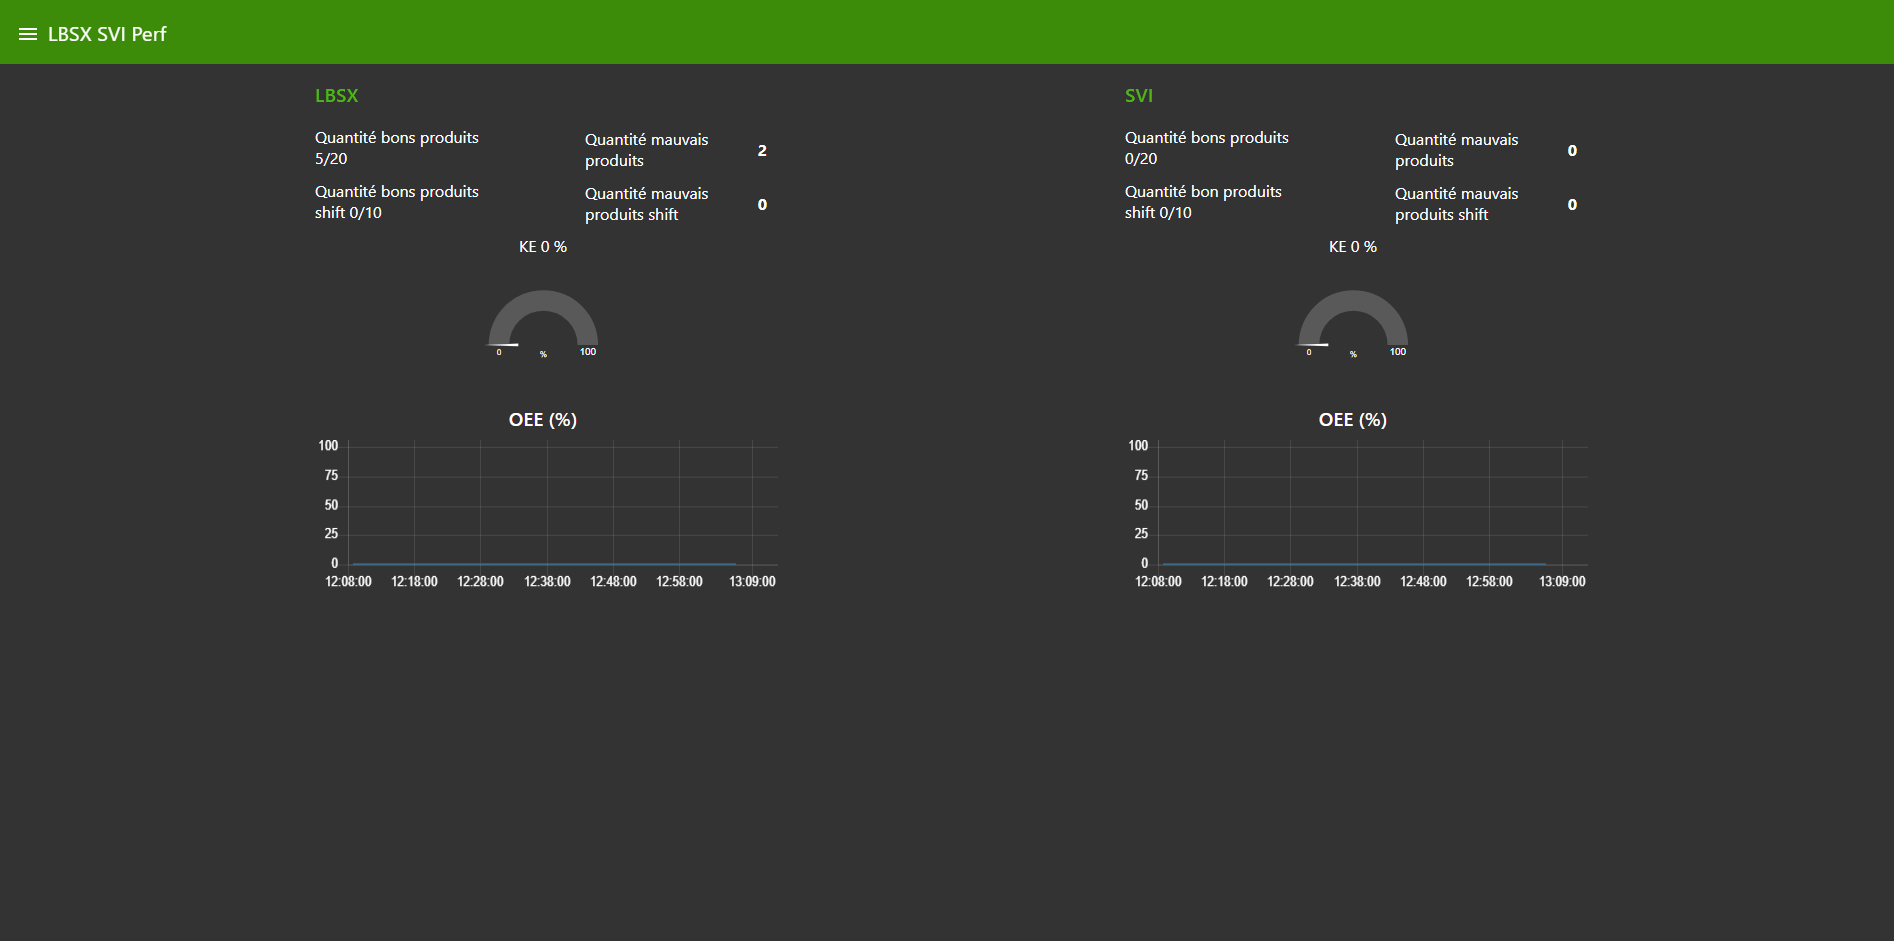 LBSX SVI Perf
LBSX
Quantité bons produits
5/20
Quantité mauvais
produits
2
Quantité bons produits
shift 0/10
Quantité mauvais
produits shift
0
KE 0 %
0
%
100
OEE (%)
100
75
50
25
0
12:08:00 12:18:00 12:28:00 12:38:00 12:48:00 12:58:00 13:09:00
SVI
Quantité bons produits
0/20
Quantité mauvais
produits
0
Quantité bon produits
shift 0/10
Quantité mauvais
produits shift
0
KE 0 %
0
%
100
OEE (%)
100
75
50
25
0
12:08:00 12:18:00 12:28:00 12:38:00 12:48:00 12:58:00 13:09:00